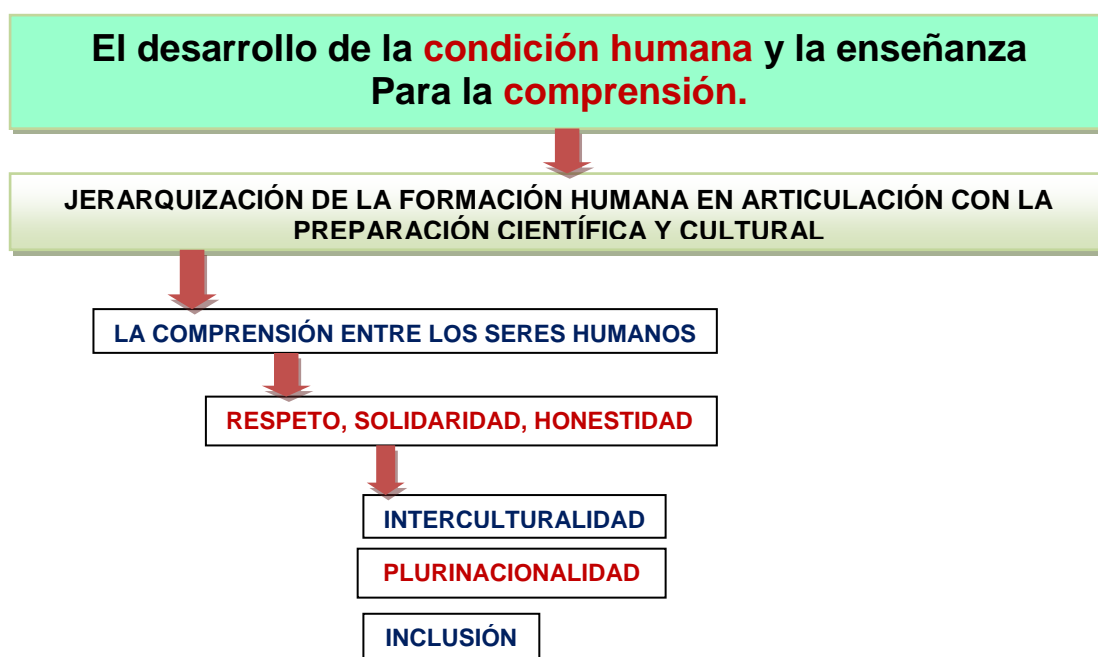 El desarrollo de la condición humana y la enseñanza
Para la comprensión.
JERARQUIZACIÓN DE LA FORMACIÓN HUMANA EN ARTICULACIÓN CON LA
PREPARACIÓN CIENTÍFICA Y CULTURAL
LA COMPRENSIÓN ENTRE LOS SERES HUMANOS
RESPETO, SOLIDARIDAD, HONESTIDAD
INTERCULTURALIDAD
PLURINACIONALIDAD
INCLUSIÓN